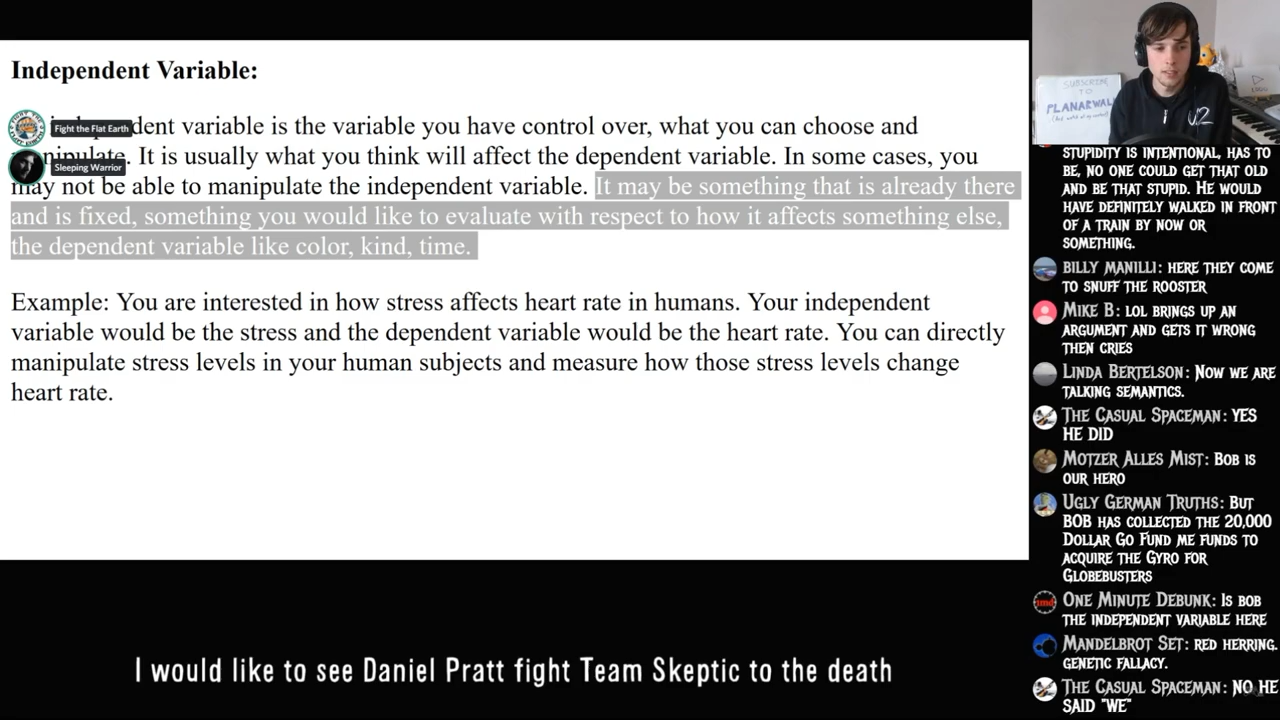 Independent Variable:
dent variable is the variable you have control over, what you can choose and
manipulate. It is usually what you think will affect the dependent variable. In some cases, you
may not be able to manipulate the independent variable. It may be something that is already there
and is fixed, something you would like to evaluate with respect to how it affects something else,
the dependent variable like color, kind, time.
Example: You are interested in how stress affects heart rate in humans. Your independent
variable would be the stress and the dependent variable would be the heart rate. You can directly
manipulate stress levels in your human subjects and measure how those stress levels change
heart rate.
Fight the Flat Earth
Sleeping Warrior
I would like to see Daniel Pratt fight Team Skeptic to the death
SUBSCRIBE
TO:
PLANARWALK
STUPIDITY IS INTENTIONAL, HAS TO
BE, NO ONE COULD GET THAT OLD
AND BE THAT STUPID. HE WOULD
HAVE DEFINITELY WALKED IN FRONT
OF A TRAIN BY NOW OR
SOMETHING.
BILLY MANILLI: HERE THEY COME
TO SNUFF THE ROOSTER
MIKE B: LOL BRINGS UP AN
ARGUMENT AND GETS IT WRONG
THEN CRIES
LINDA BERTELSON: NOW WE ARE
TALKING SEMANTICS.
THE CASUAL SPACEMAN: YES
HE DID
MOTZER ALLES MIST: BOB IS
OUR HERO
UGLY GERMAN TRUTHS: BUT
BOB HAS COLLECTED THE 20,000
DOLLAR GO FUND ME FUNDS TO
ACQUIRE THE GYRO FOR
GLOBEBUSTERS
ONE MINUTE DEBUNK: IS BOB
THE INDEPENDENT VARIABLE HERE
MANDELBROT SET: RED HERRING.
GENETIC FALLACY.
THE CASUAL SPACEMAN: NO HE
SAID "WE"